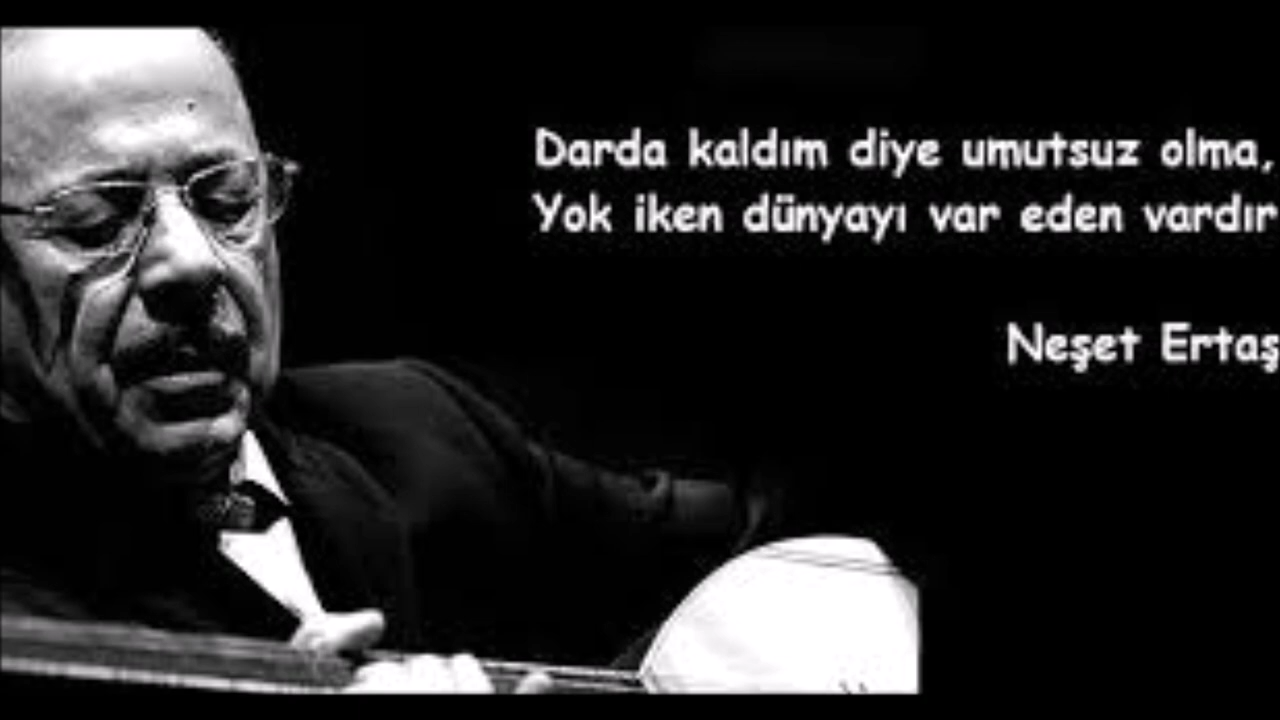 Darda kaldım diye umutsuz olma,
Yok iken dünyayı var eden vardır
Neşet Ertaş